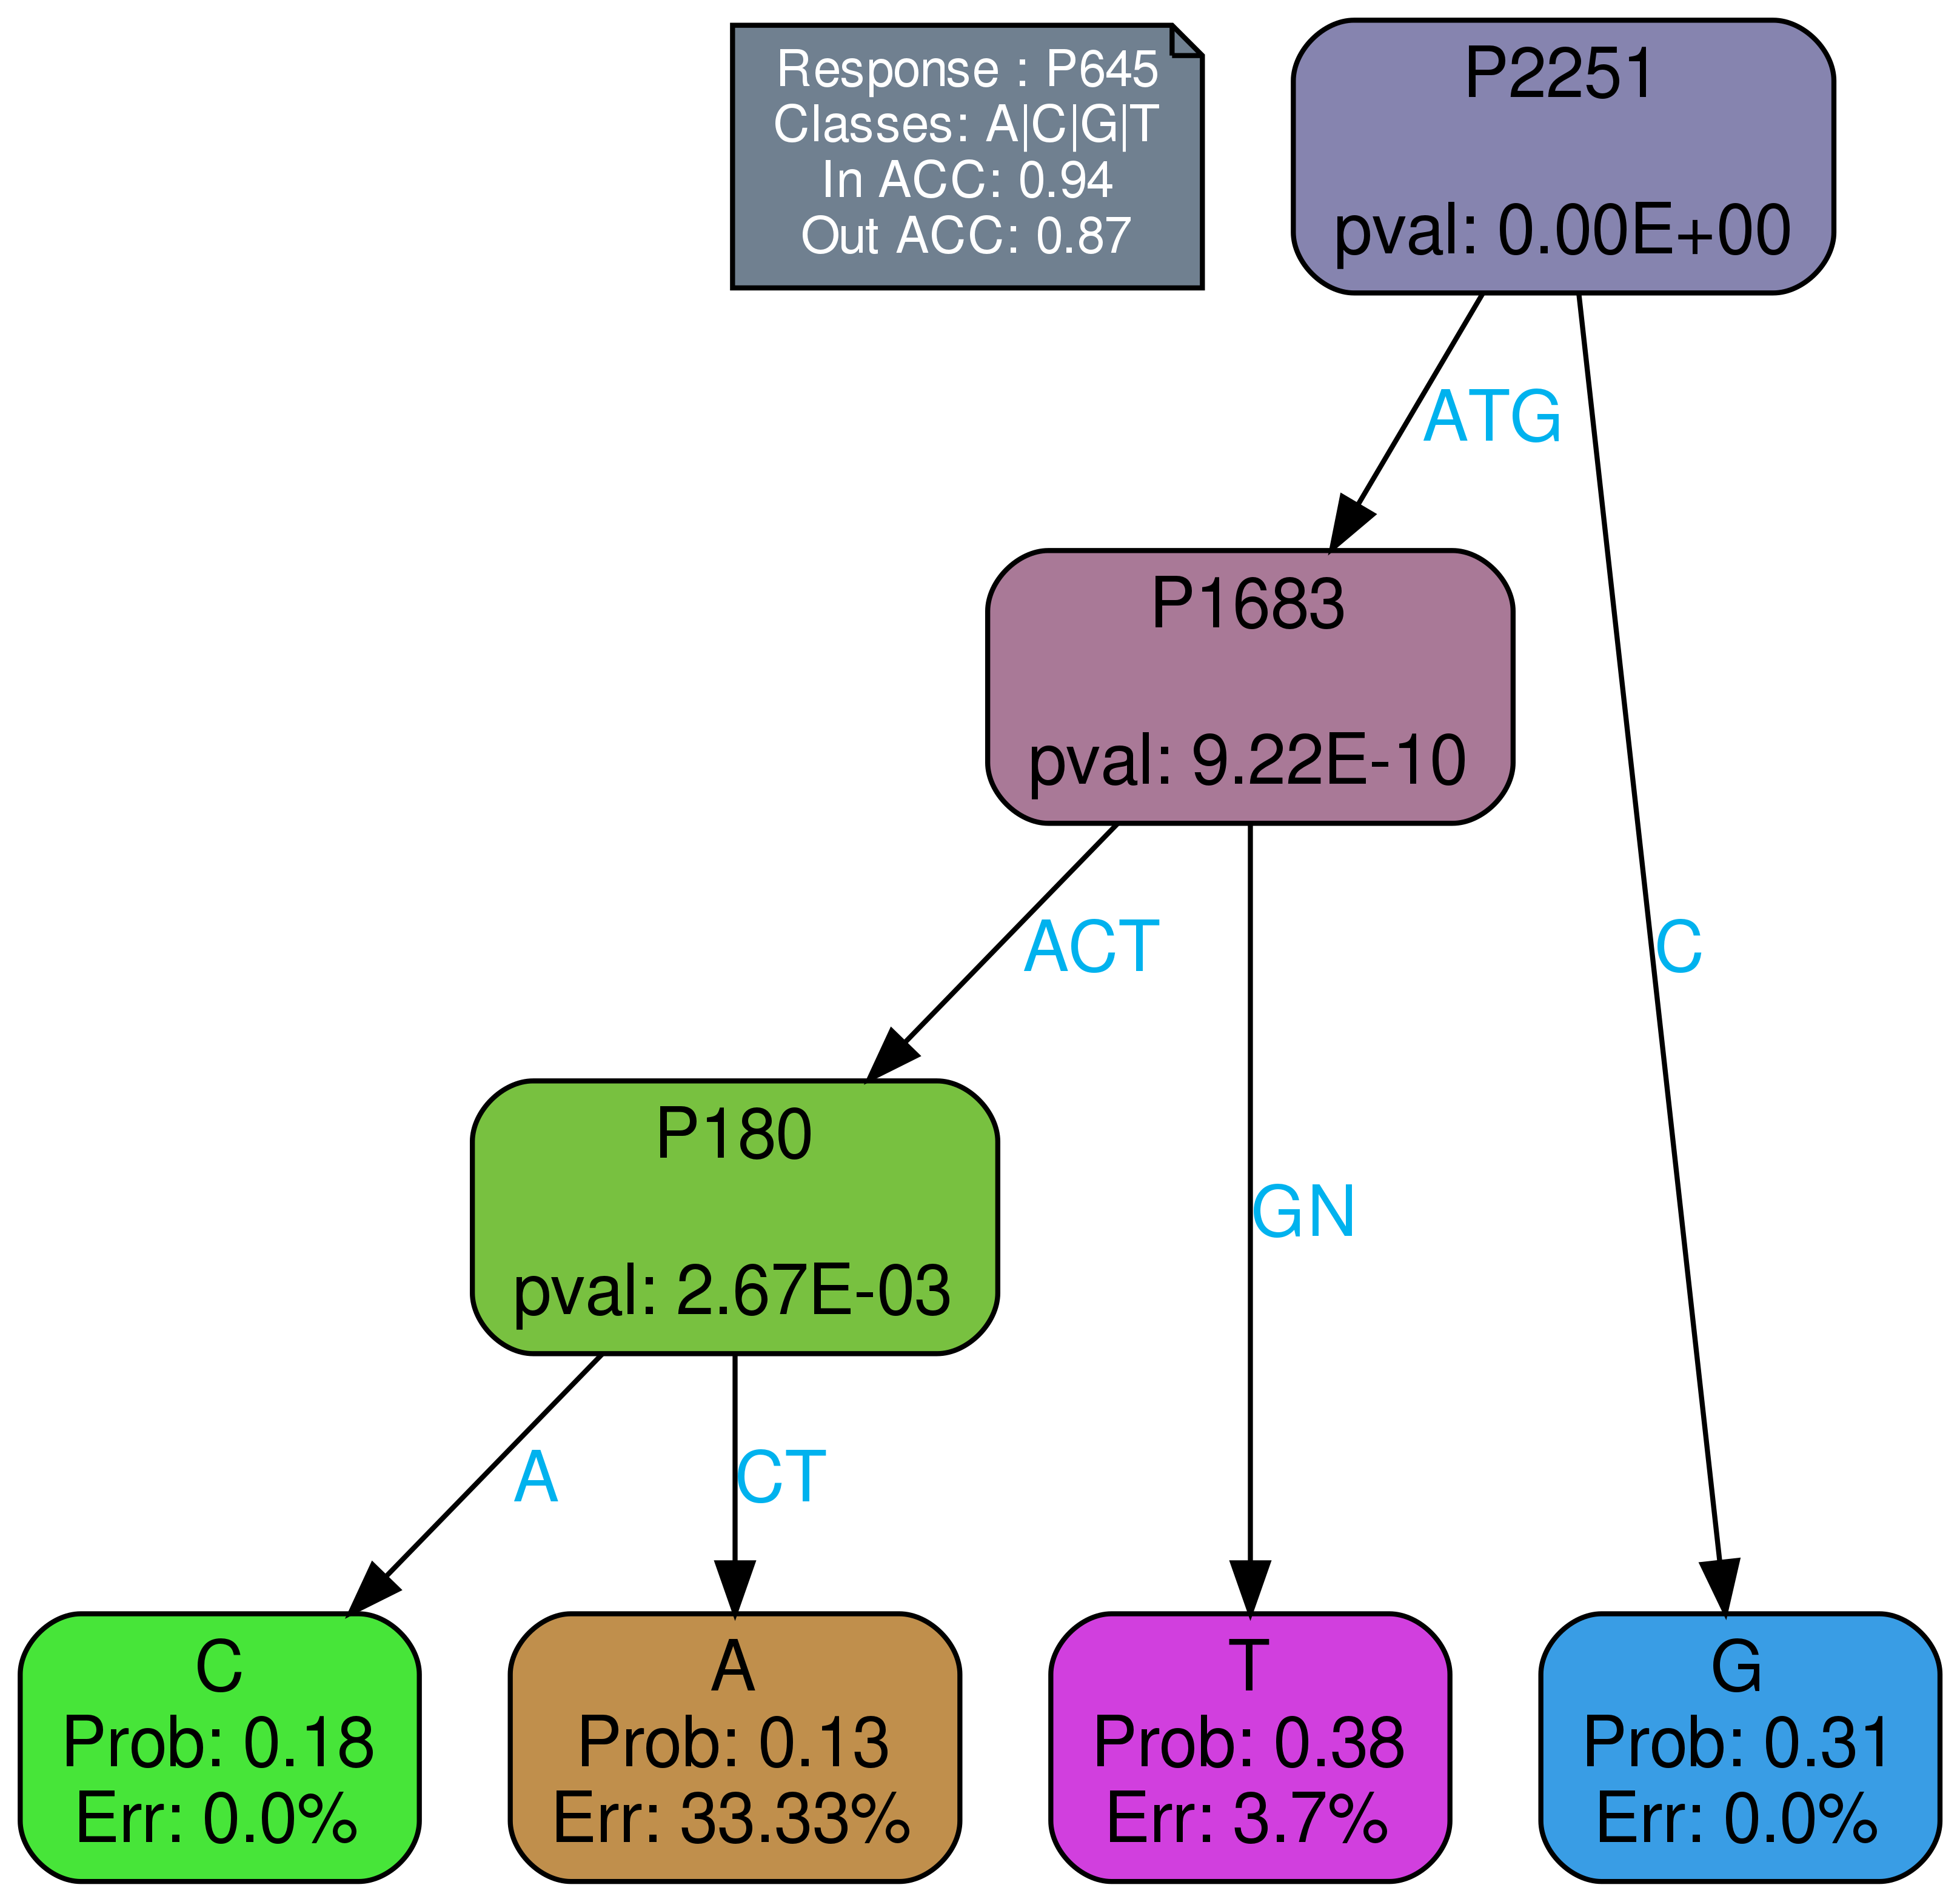 Response : P645
Classes: A|C|G|T
In ACC: 0.94
Out ACC: 0.87
P2251
pval: 0.00E+00
ATG
P1683
pval: 9.22E-10
ACT
C
P180
pval: 2.67E-03
GN
A
CT
C
Prob: 0.18
Err: 0.0%
A
Prob: 0.13
Err: 33.33%
T
Prob: 0.38
Err: 3.7%
G
Prob: 0.31
Err: 0.0%